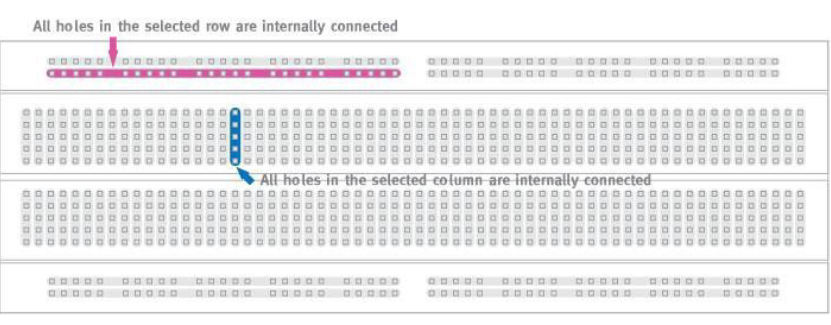 All holes in the selected row are internally connected
All holes in the selected column are internally connected